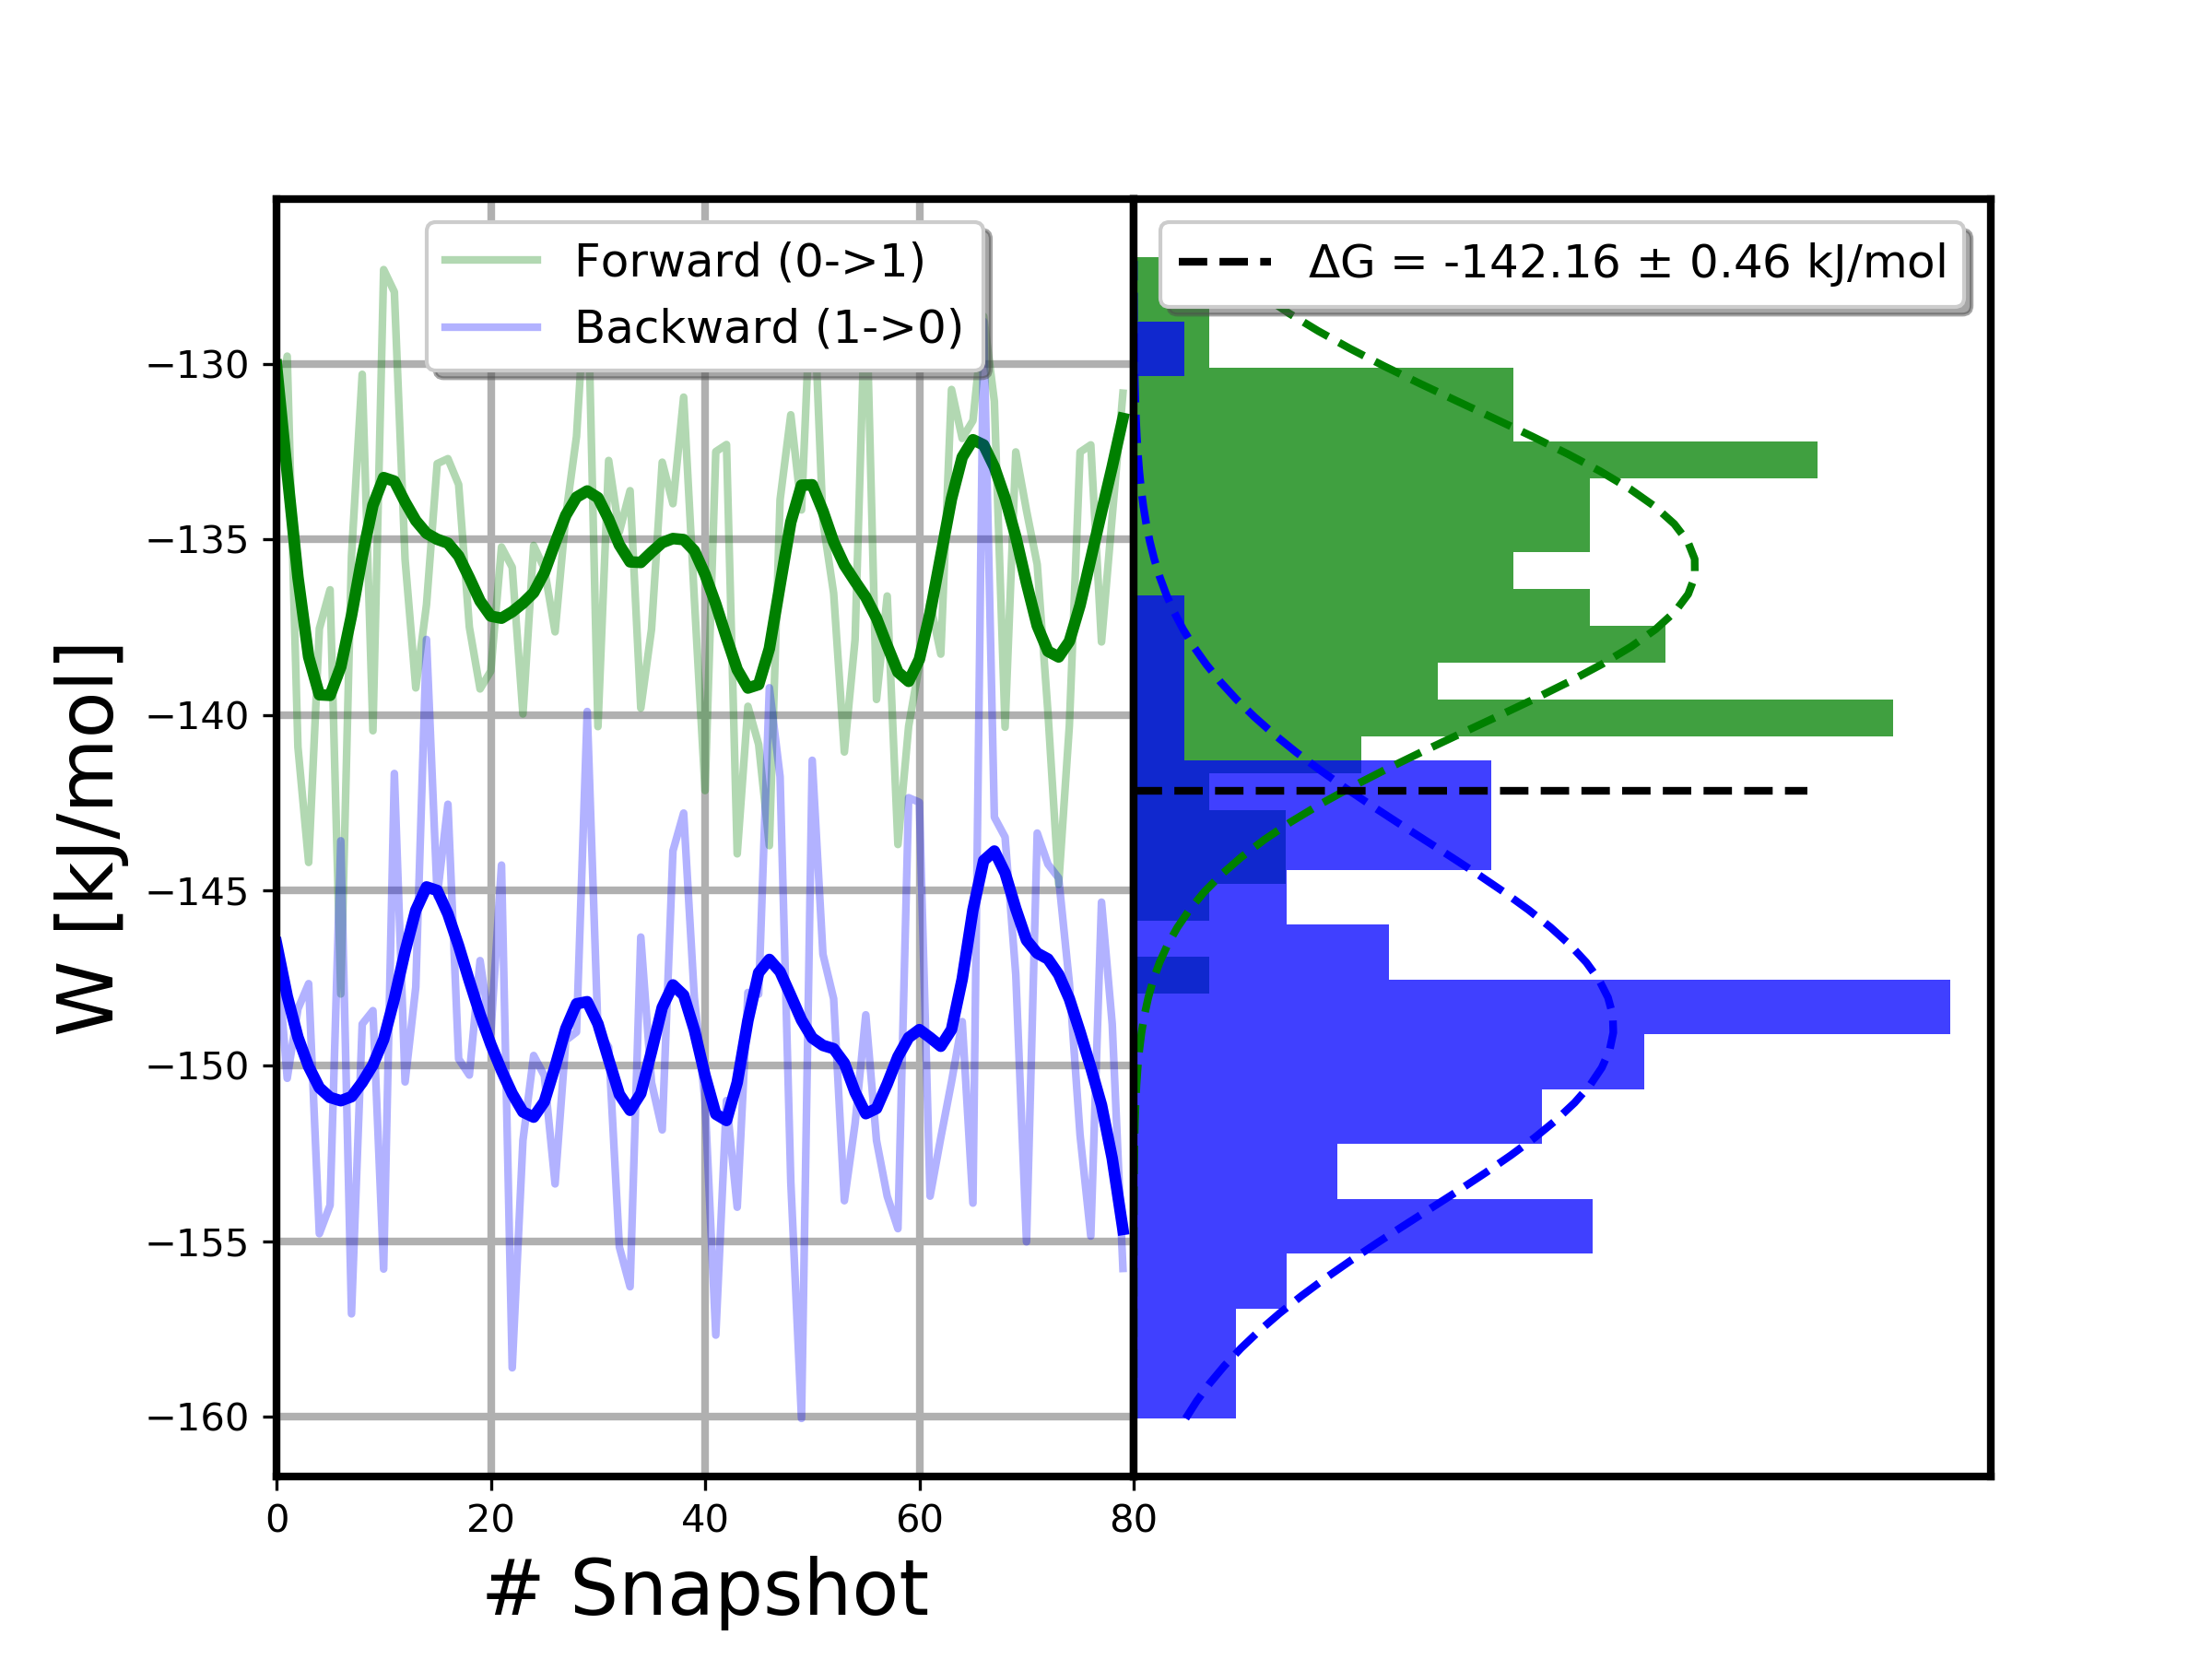 Forward (0->1)
Backward (1->0)
ΔG = -142.16 ± 0.46 kJ/mol
W [kJ/mol]
−130
−135
−140
−145
−150
−155
−160
0 20 40 60 80
# Snapshot